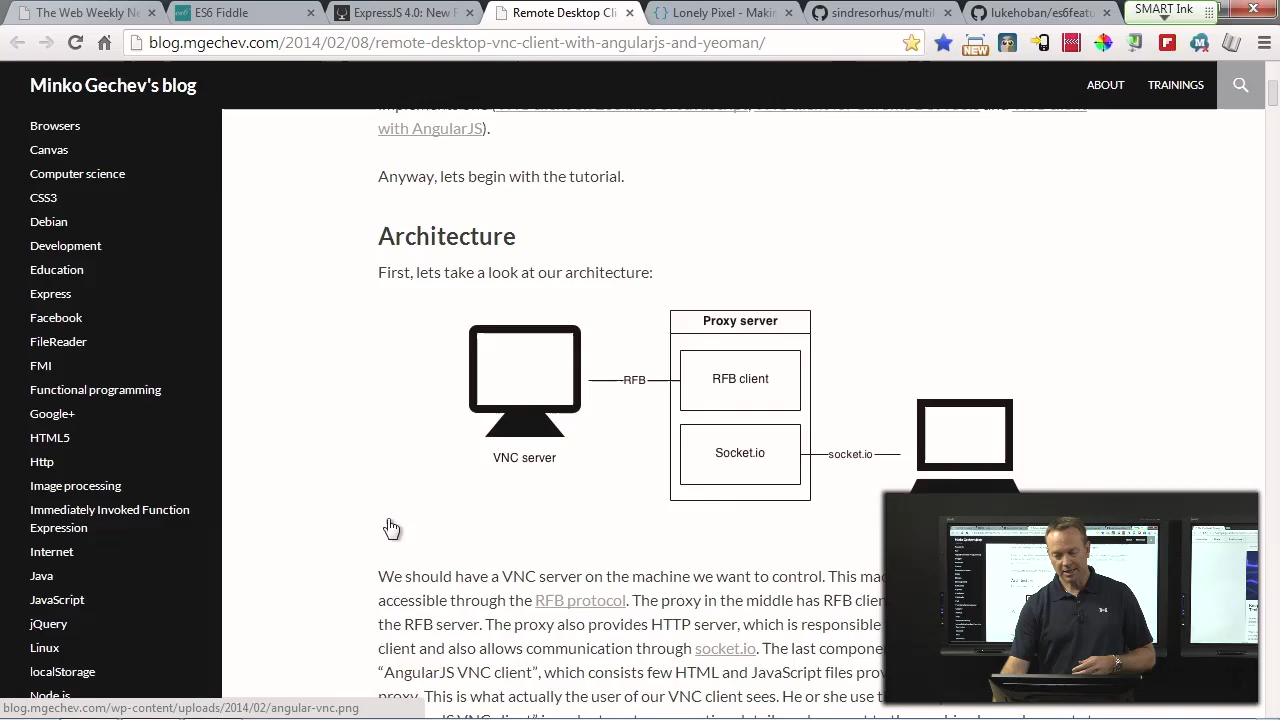 The Web Weekly Ne
ES6 Fiddle
ExpressJS 4.0: New F
Remote Desktop Cli
Lonely Pixel - Makin
sindresorhus/multil
lukehoban/es6featur
SMART Ink
blog.mgechev.com/2014/02/08/remote-desktop-vnc-client-with-angularjs-and-yeoman/
NEW
Minko Gechev's blog
ABOUT
TRAININGS
Browsers
Canvas
Computer science
CSS3
Debian
Development
Education
Express
Facebook
FileReader
FMI
Functional programming
Google+
HTML5
Http
Image processing
Immediately Invoked Function
Expression
Internet
Java
JavaScript
jQuery
Linux
localStorage
Node.js
with AngularJS).
Anyway, lets begin with the tutorial.
Architecture
First, lets take a look at our architecture:
VNC server
RFB
Proxy server
RFB client
Socket.io
socket.io
We should have a VNC server on the machine we want to control. This mac
accessible through the RFB protocol. The proxy in the middle has RFB clien
the RFB server. The proxy also provides HTTP server, which is responsible
client and also allows communication through socket.io. The last compone
"AngularJS VNC client", which consists few HTML and JavaScript files prov
This is what actually the user of our VNC client sees. He or she use t
blog.mgechev.com/wp-content/uploads/2014/02/angular-vnc.png